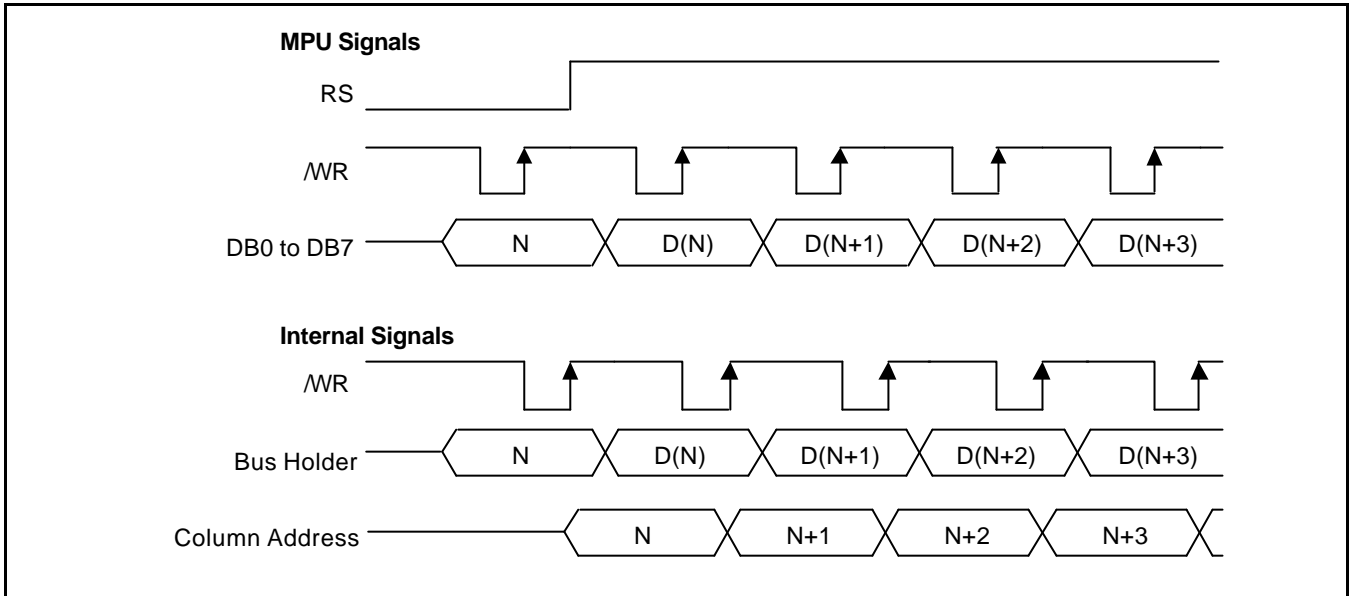 MPU Signals
RS
/WR
DB0 to DB7 N D(N) D(N+1) D(N+2) D(N+3)
Internal Signals
/WR
Bus Holder N D(N) D(N+1) D(N+2) D(N+3)
Column Address N N+1 N+2 N+3